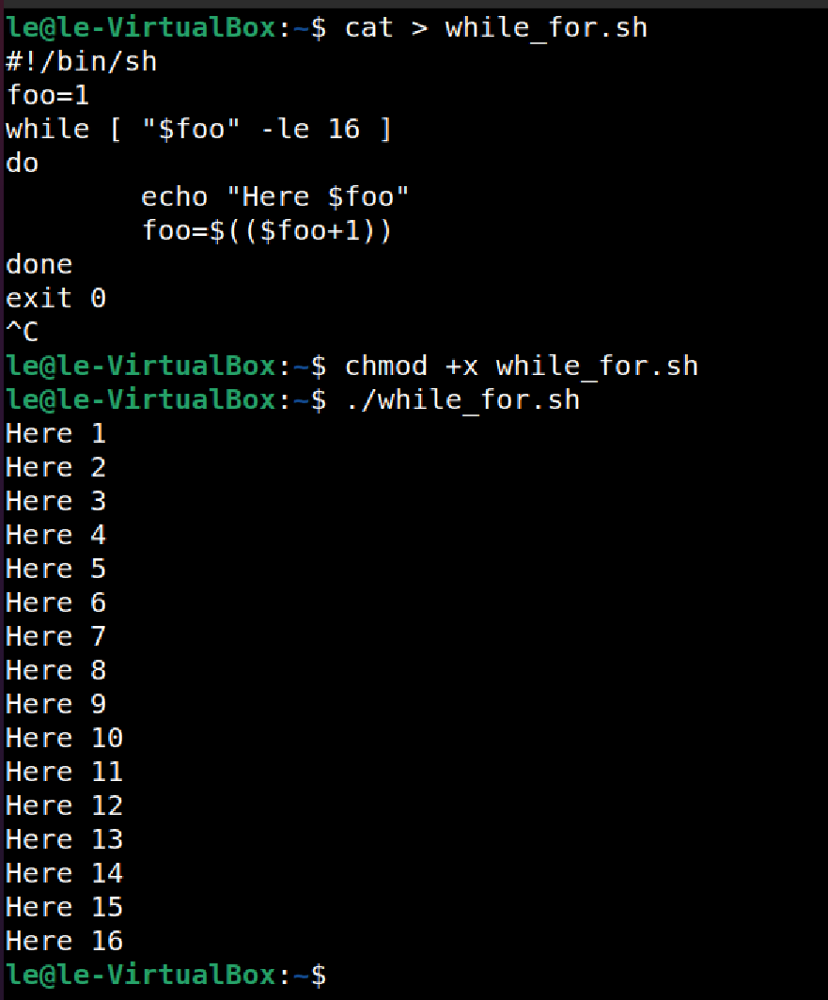 le@le-VirtualBox:~$ cat > while_for.sh
#!/bin/sh
foo=1
while [ "$foo" -le 16 ]
do
        echo "Here $foo"
        foo=$(($foo+1))
done
exit 0
^C
le@le-VirtualBox:~$ chmod +x while_for.sh
le@le-VirtualBox:~$ ./while_for.sh
Here 1
Here 2
Here 3
Here 4
Here 5
Here 6
Here 7
Here 8
Here 9
Here 10
Here 11
Here 12
Here 13
Here 14
Here 15
Here 16
le@le-VirtualBox:~$